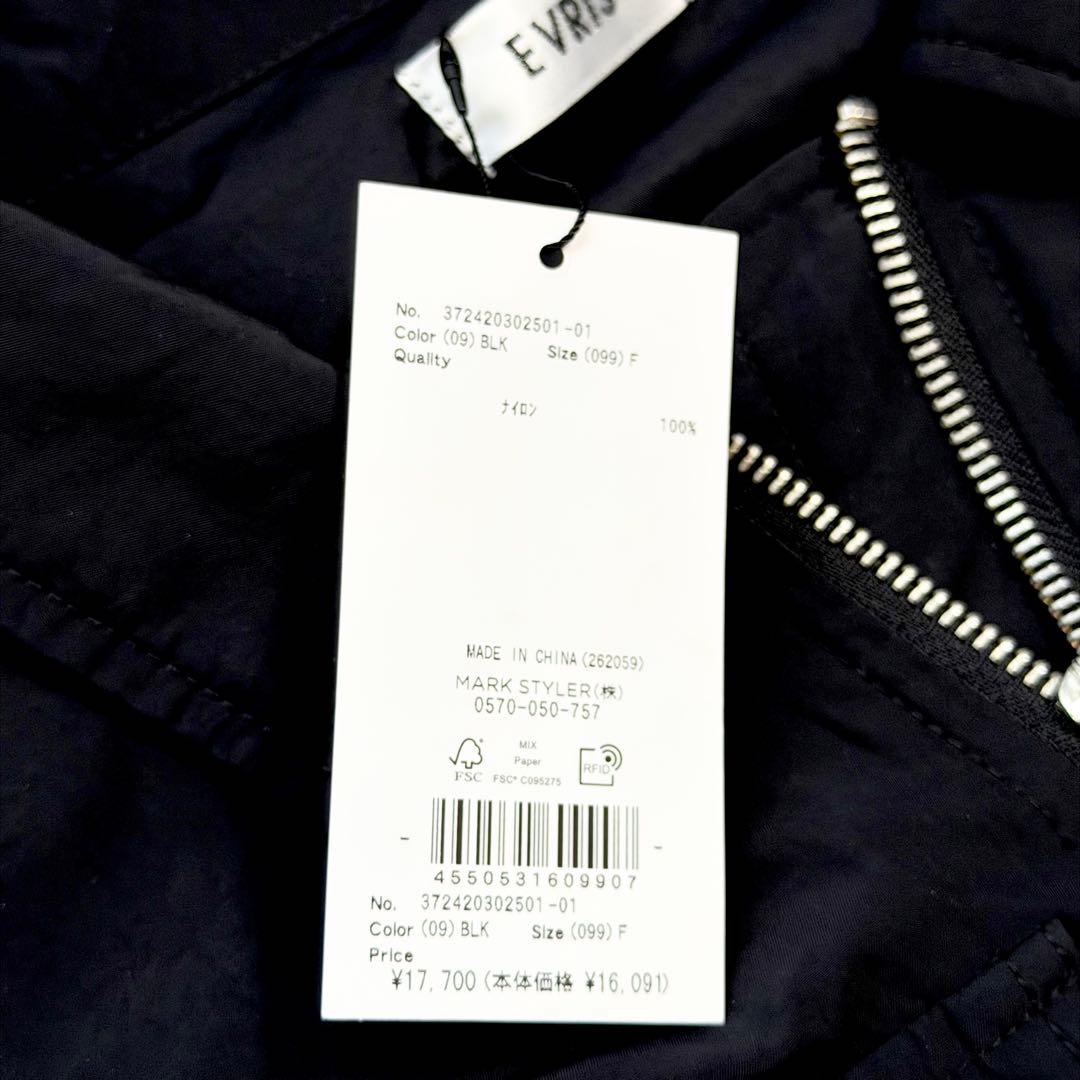 EVRIS
No. 372420302501-01
Color (09) BLK Size (099) F
Quality
ﾅｲﾛﾝ
100%
MADE IN CHINA (262059)
MARK STYLER(株)
0570-050-757
FSC
MIX
Paper
FSC® C095275
RFID
4550531609907
No. 372420302501-01
Color (09) BLK Size (099) F
Price
¥17,700 (本体価格 ¥16,091)